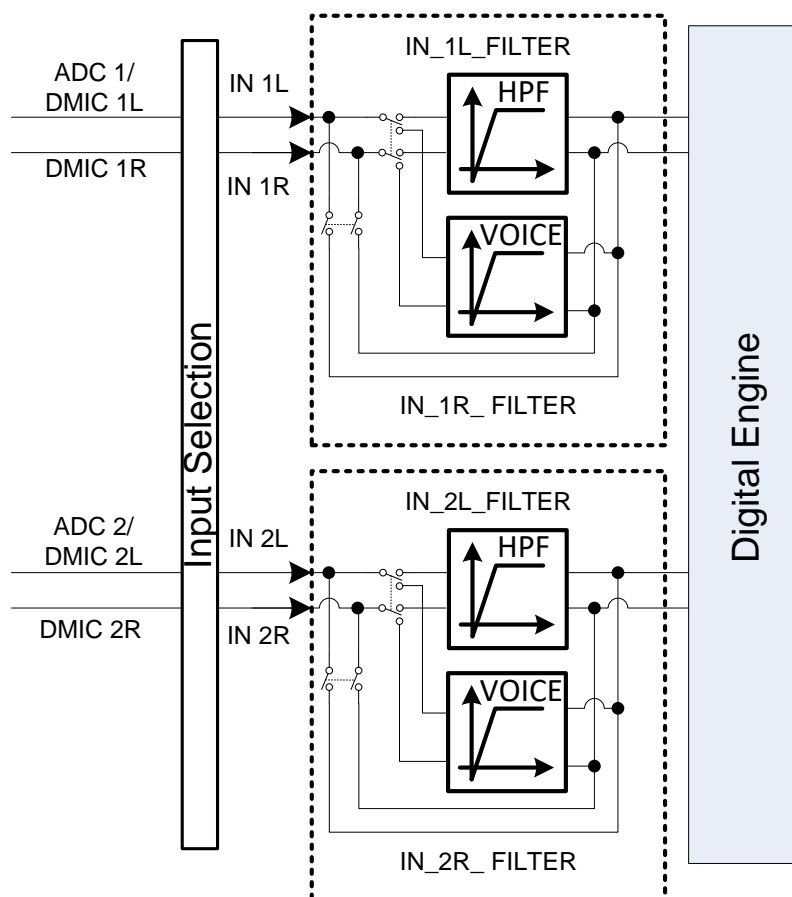 IN_1L_FILTER
ADC 1/
DMIC 1L
IN 1L
HPF
DMIC 1R
IN 1R
VOICE
IN_1R_ FILTER
Input Selection
Digital Engine
IN_2L_FILTER
ADC 2/
DMIC 2L
IN 2L
HPF
DMIC 2R
IN 2R
VOICE
IN_2R_ FILTER